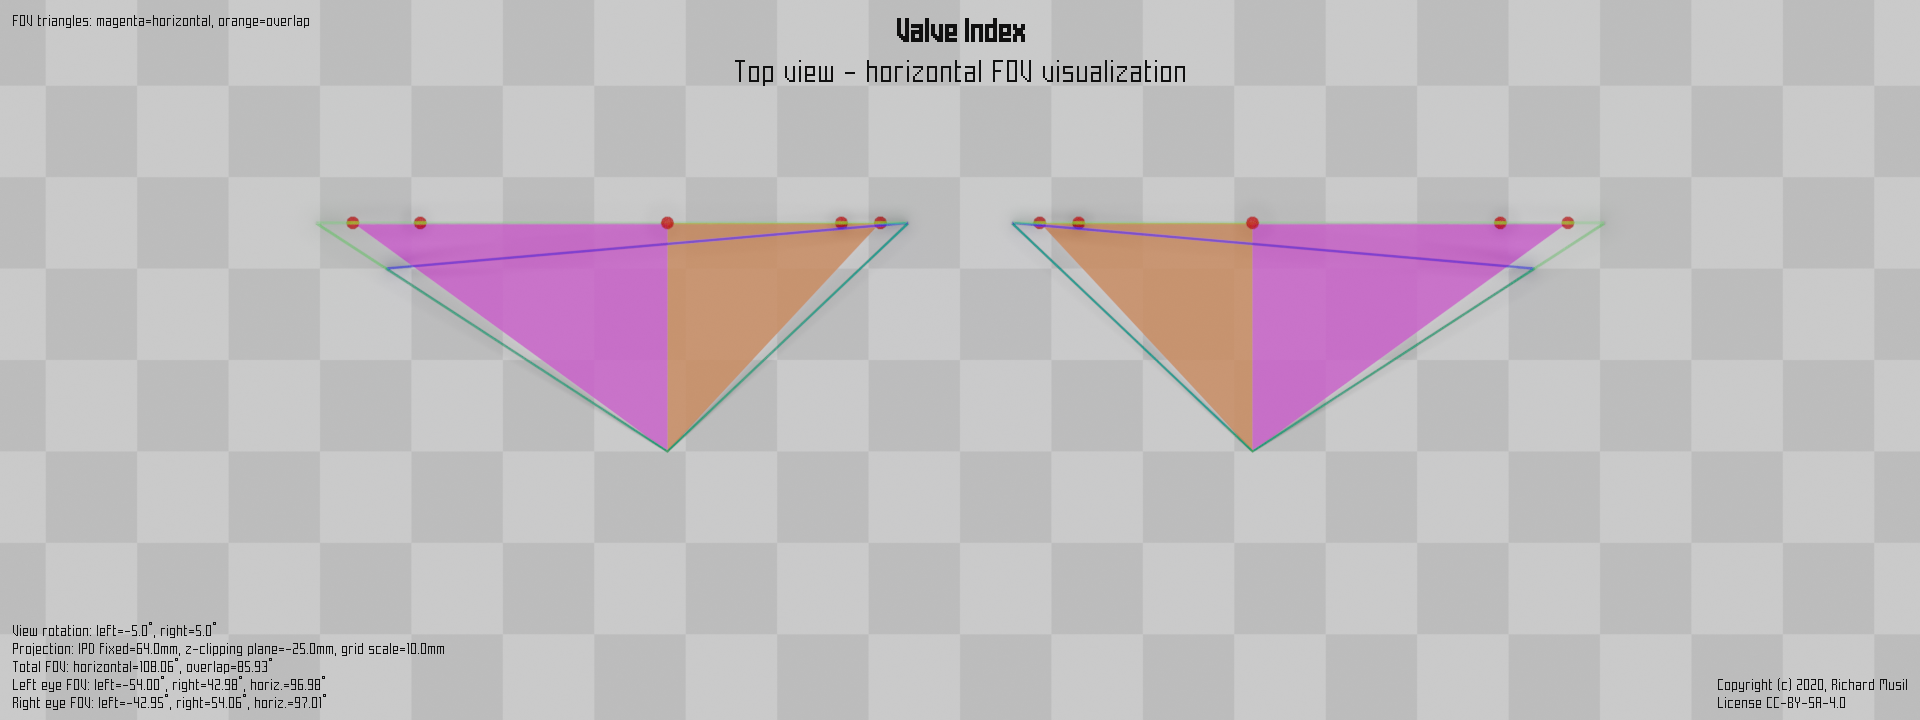 FOV triangles: magenta=horizontal, orange=overlap
Valve Index
Top view - horizontal FOV visualization
View rotation: left=-5.0°, right=5.0°
Projection: IPD fixed=64.0mm, z-clipping plane=-25.0mm, grid scale=10.0mm
Total FOV: horizontal=108.06°, overlap=85.93°
Left eye FOV: left=-54.00°, right=42.98°, horiz.=96.98°
Right eye FOV: left=-42.95°, right=54.06°, horiz.=97.01°
Copyright (c) 2020, Richard Musil
License CC-BY-SA-4.0